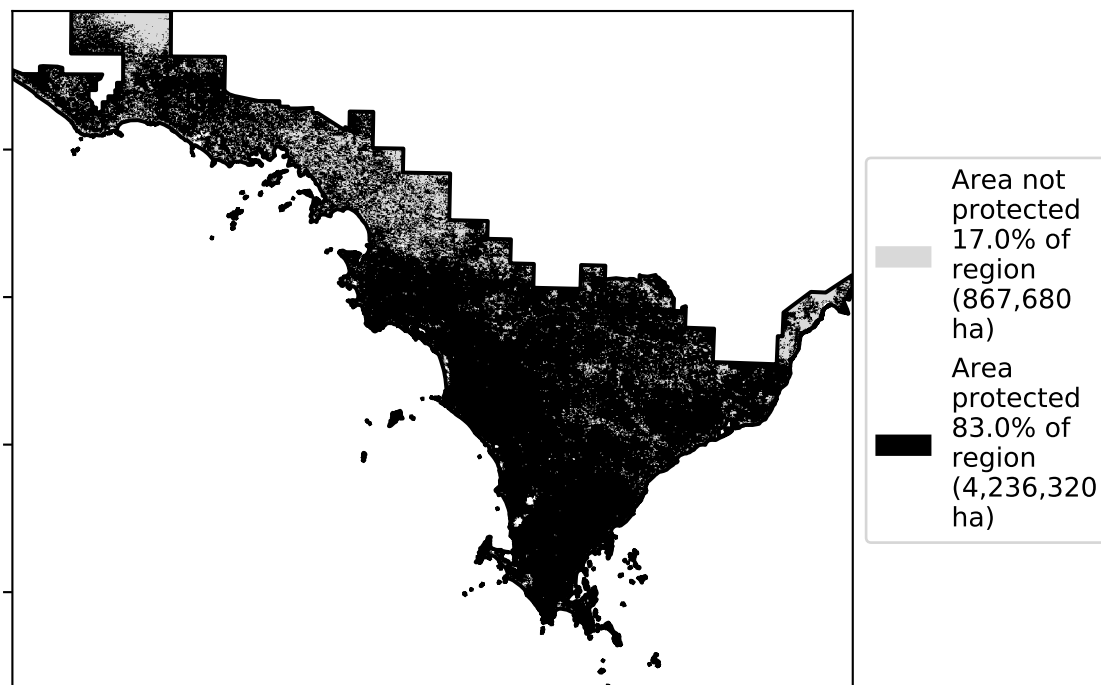 Area not
protected
17.0% of
region
(867,680
ha)
Area
protected
83.0% of
region
(4,236,320
ha)